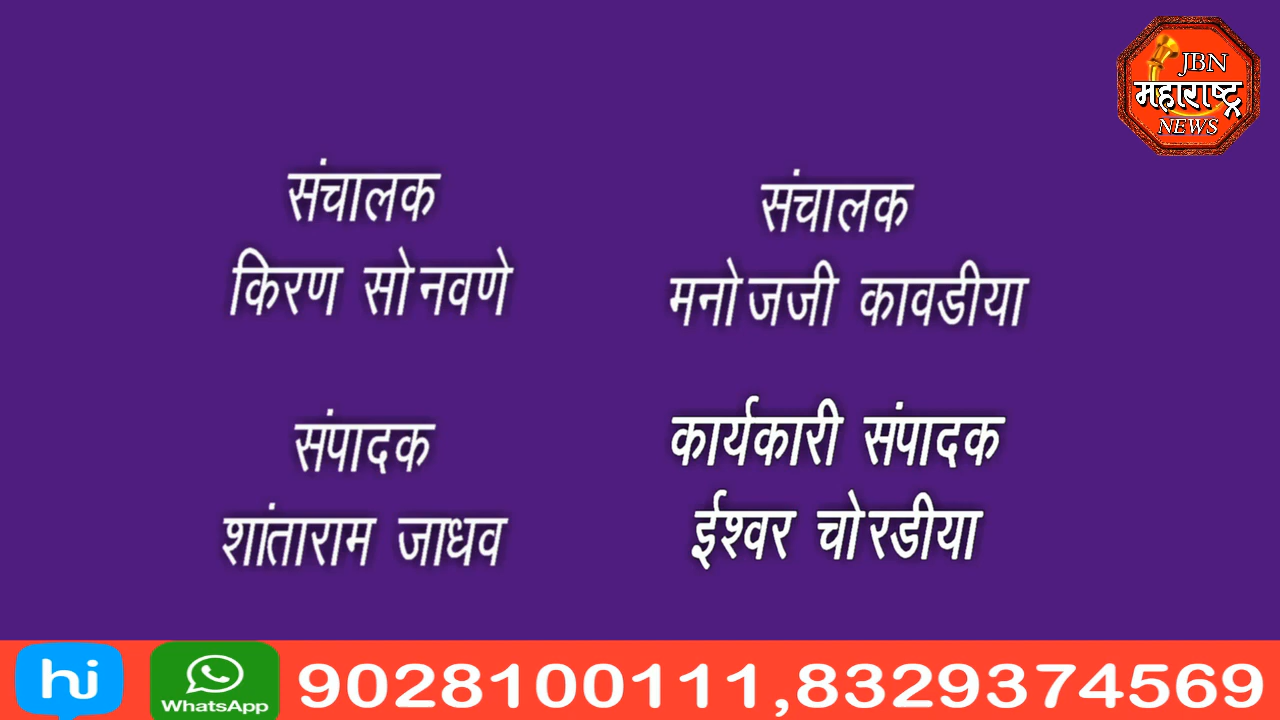 JBN
महाराष्ट्र
NEWS
संचालक
किरण सोनवणे
संचालक
मनोजजी कावडीया
संपादक
शांताराम जाधव
कार्यकारी संपादक
ईश्वर चोरडीया
hi
WhatsApp
9028100111,8329374569